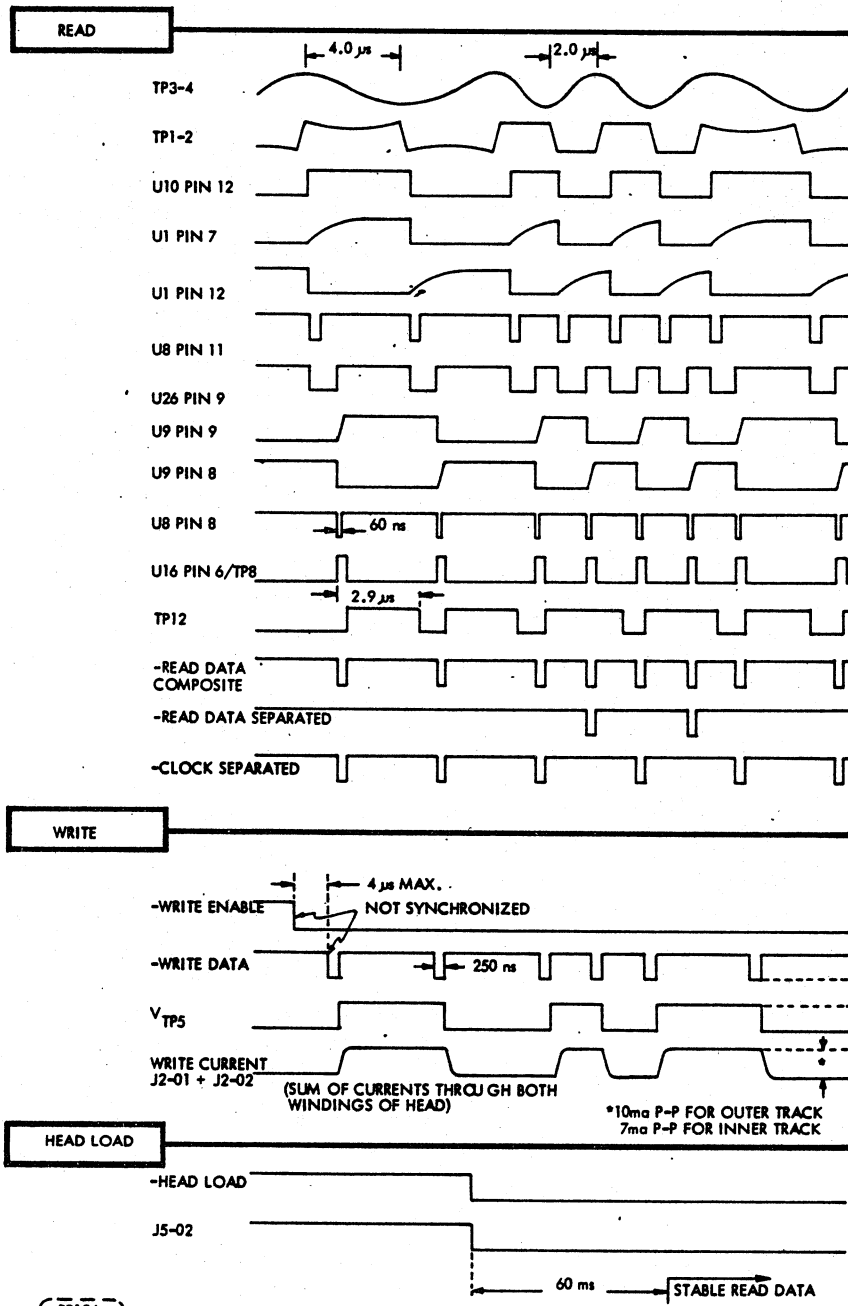 READ
4.0 µs
2.0 µs
TP3-4
TP1-2
U10 PIN 12
U1 PIN 7
U1 PIN 12
U8 PIN 11
U26 PIN 9
U9 PIN 9
U9 PIN 8
U8 PIN 8
60 ns
U16 PIN 6/TP8
2.9 µs
TP12
-READ DATA
COMPOSITE
-READ DATA SEPARATED
-CLOCK SEPARATED
WRITE
4 µs MAX.
-WRITE ENABLE
NOT SYNCHRONIZED
-WRITE DATA
250 ns
VTP5
WRITE CURRENT
J2-01 + J2-02
*
(SUM OF CURRENTS THROUGH BOTH
WINDINGS OF HEAD)
*10ma P-P FOR OUTER TRACK
7ma P-P FOR INNER TRACK
HEAD LOAD
-HEAD LOAD
J5-02
60 ms
STABLE READ DATA